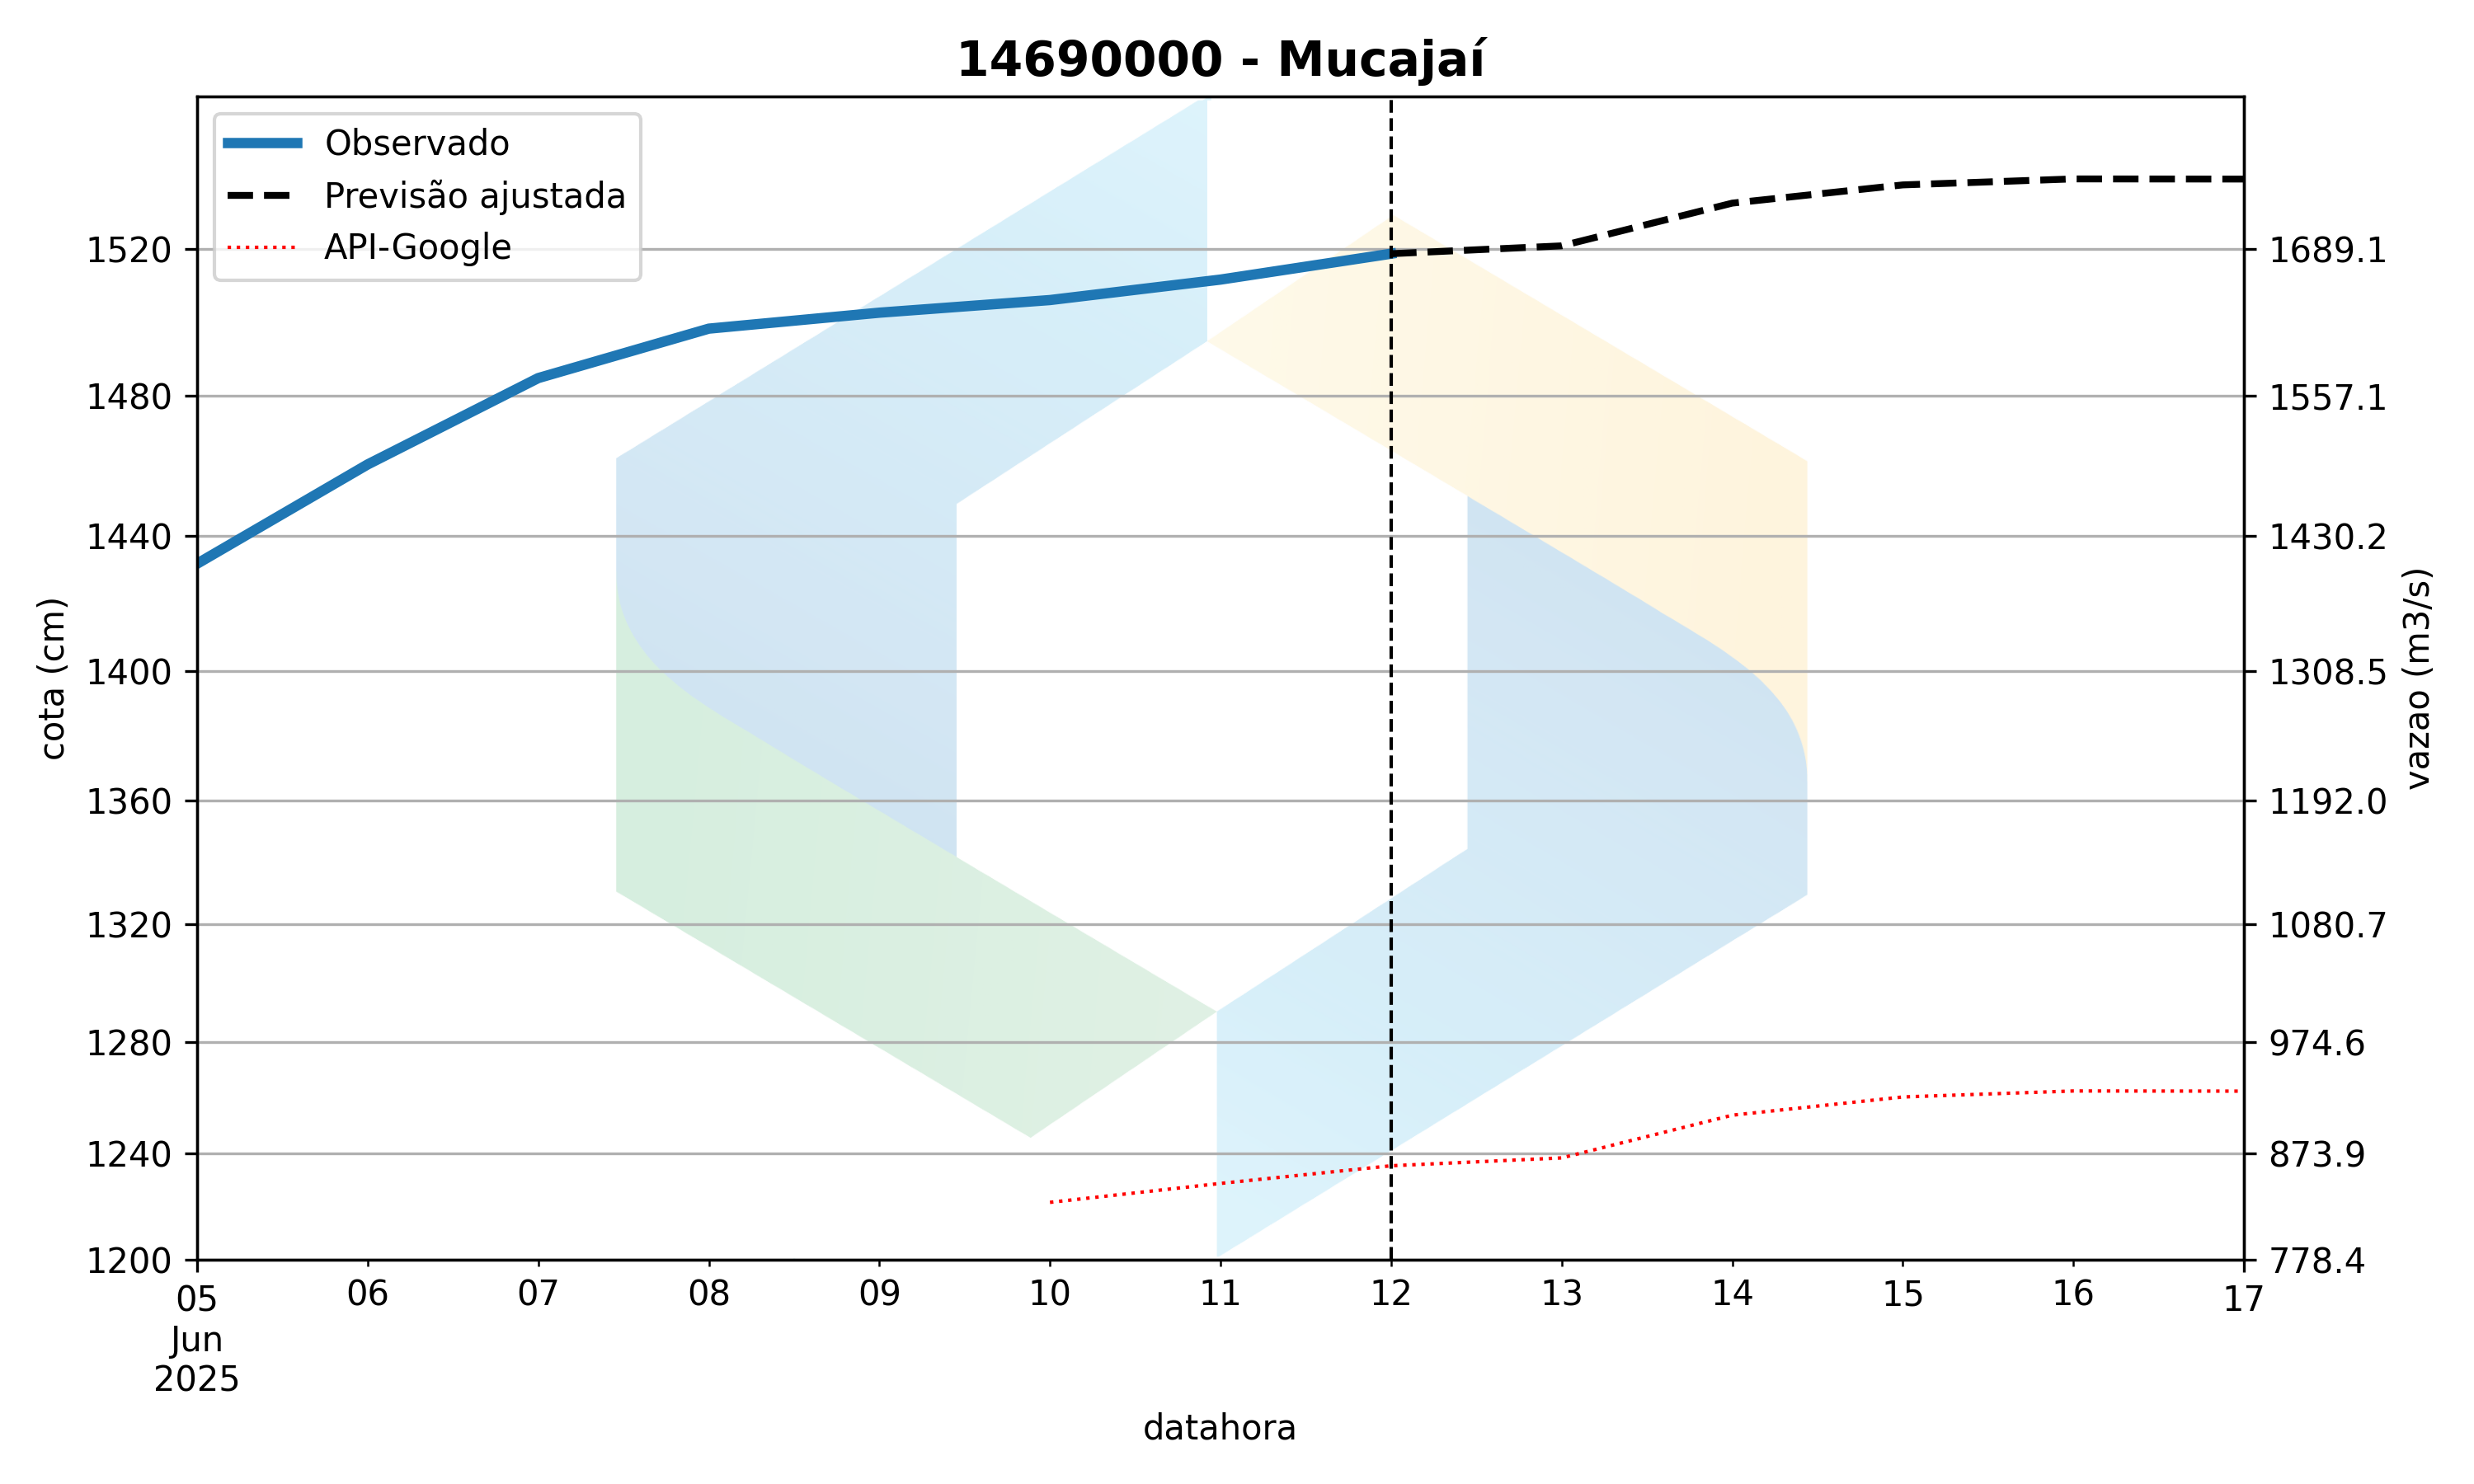 14690000 - Mucajaí
Observado
Previsão ajustada
API-Google
1520
1480
1440
1400
1360
1320
1280
1240
1200
cota (cm)
1689.1
1557.1
1430.2
1308.5
1192.0
1080.7
974.6
873.9
778.4
vazao (m3/s)
05 06 07 08 09 10 11 12 13 14 15 16 17
Jun
2025
datahora